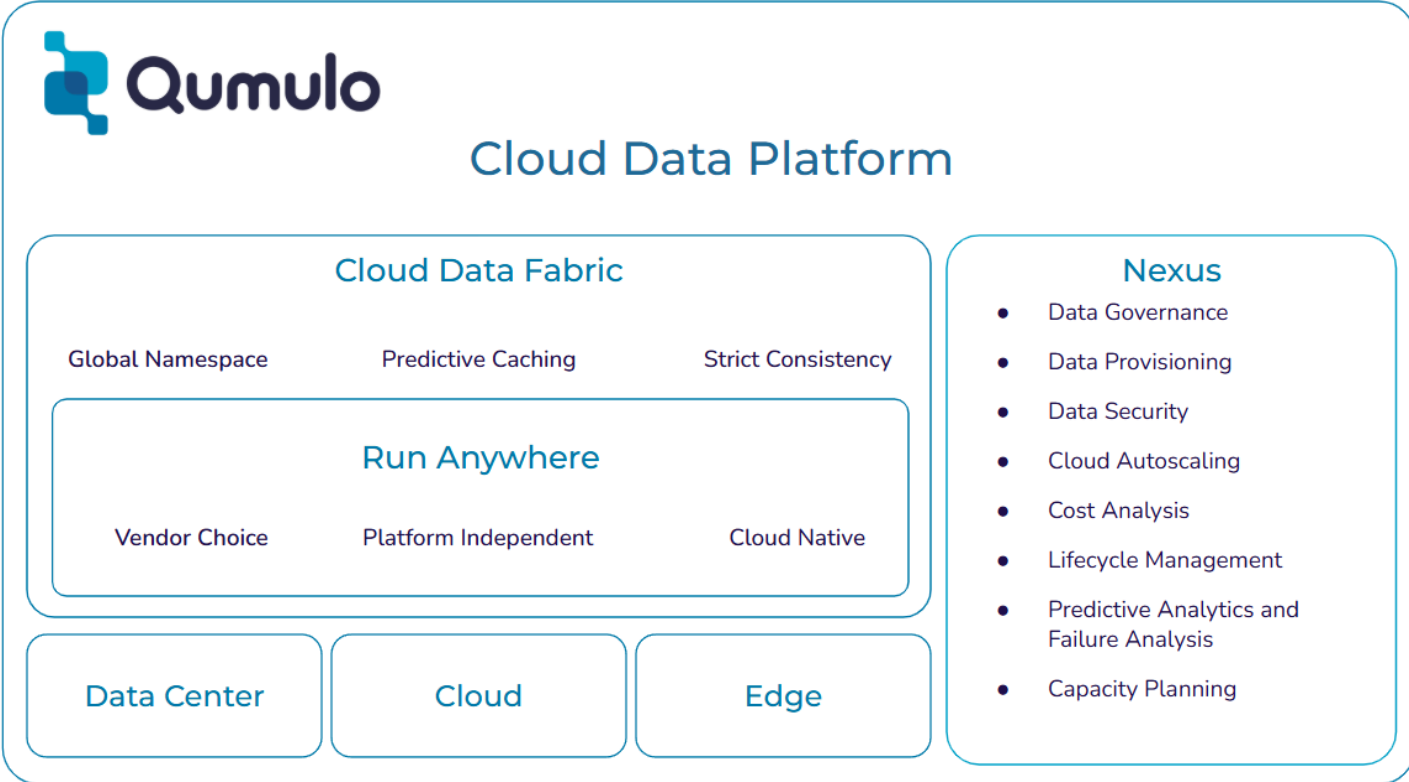 Qumulo
Cloud Data Platform
Cloud Data Fabric
Global Namespace
Predictive Caching
Strict Consistency
Run Anywhere
Vendor Choice
Platform Independent
Cloud Native
Data Center
Cloud
Edge
Nexus
● Data Governance
● Data Provisioning
● Data Security
● Cloud Autoscaling
● Cost Analysis
● Lifecycle Management
● Predictive Analytics and
Failure Analysis
● Capacity Planning